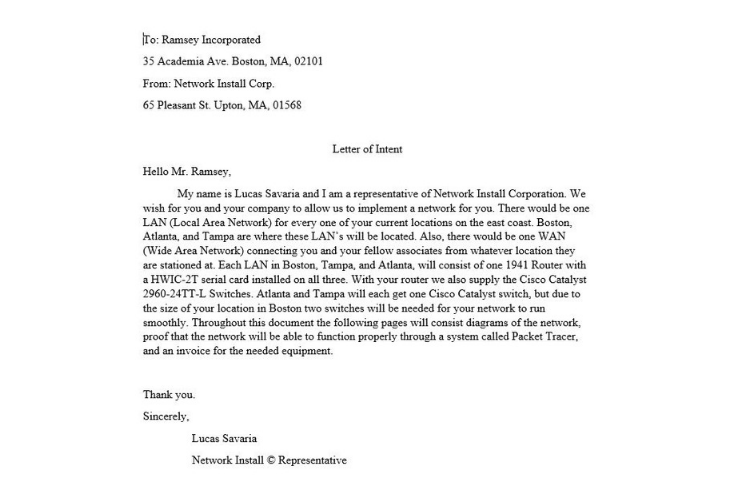 To: Ramsey Incorporated
35 Academia Ave. Boston, MA, 02101
From: Network Install Corp.
65 Pleasant St. Upton, MA, 01568
Letter of Intent
Hello Mr. Ramsey,
My name is Lucas Savaria and I am a representative of Network Install Corporation. We
wish for you and your company to allow us to implement a network for you. There would be one
LAN (Local Area Network) for every one of your current locations on the east coast. Boston,
Atlanta, and Tampa are where these LAN's will be located. Also, there would be one WAN
(Wide Area Network) connecting you and your fellow associates from whatever location they
are stationed at. Each LAN in Boston, Tampa, and Atlanta, will consist of one 1941 Router with
a HWIC-2T serial card installed on all three. With your router we also supply the Cisco Catalyst
2960-24TT-L Switches. Atlanta and Tampa will each get one Cisco Catalyst switch, but due to
the size of your location in Boston two switches will be needed for your network to run
smoothly. Throughout this document the following pages will consist diagrams of the network,
proof that the network will be able to function properly through a system called Packet Tracer,
and an invoice for the needed equipment.
Thank you.
Sincerely,
Lucas Savaria
Network Install © Representative